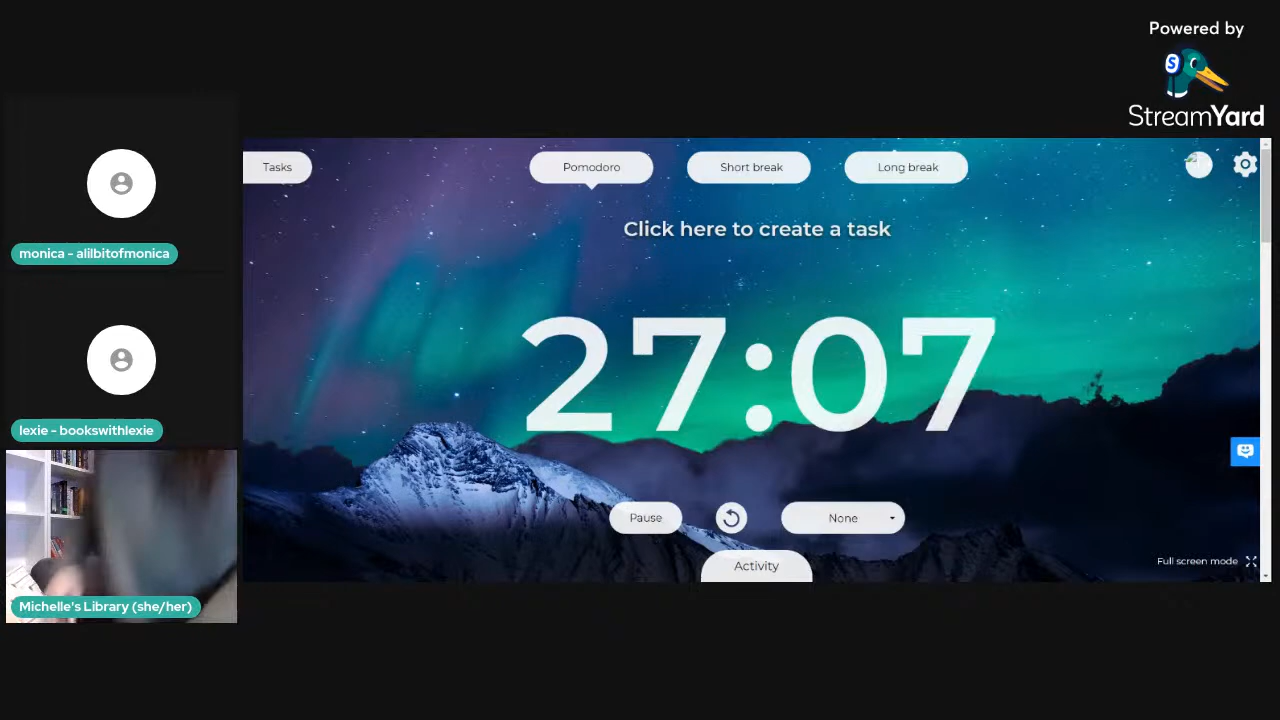 Powered by
StreamYard
Tasks
Pomodoro
Short break
Long break
Click here to create a task
27:07
Pause
None
Activity
Full screen mode
monica - alilbitofmonica
lexie - bookswithlexie
Michelle's Library (she/her)